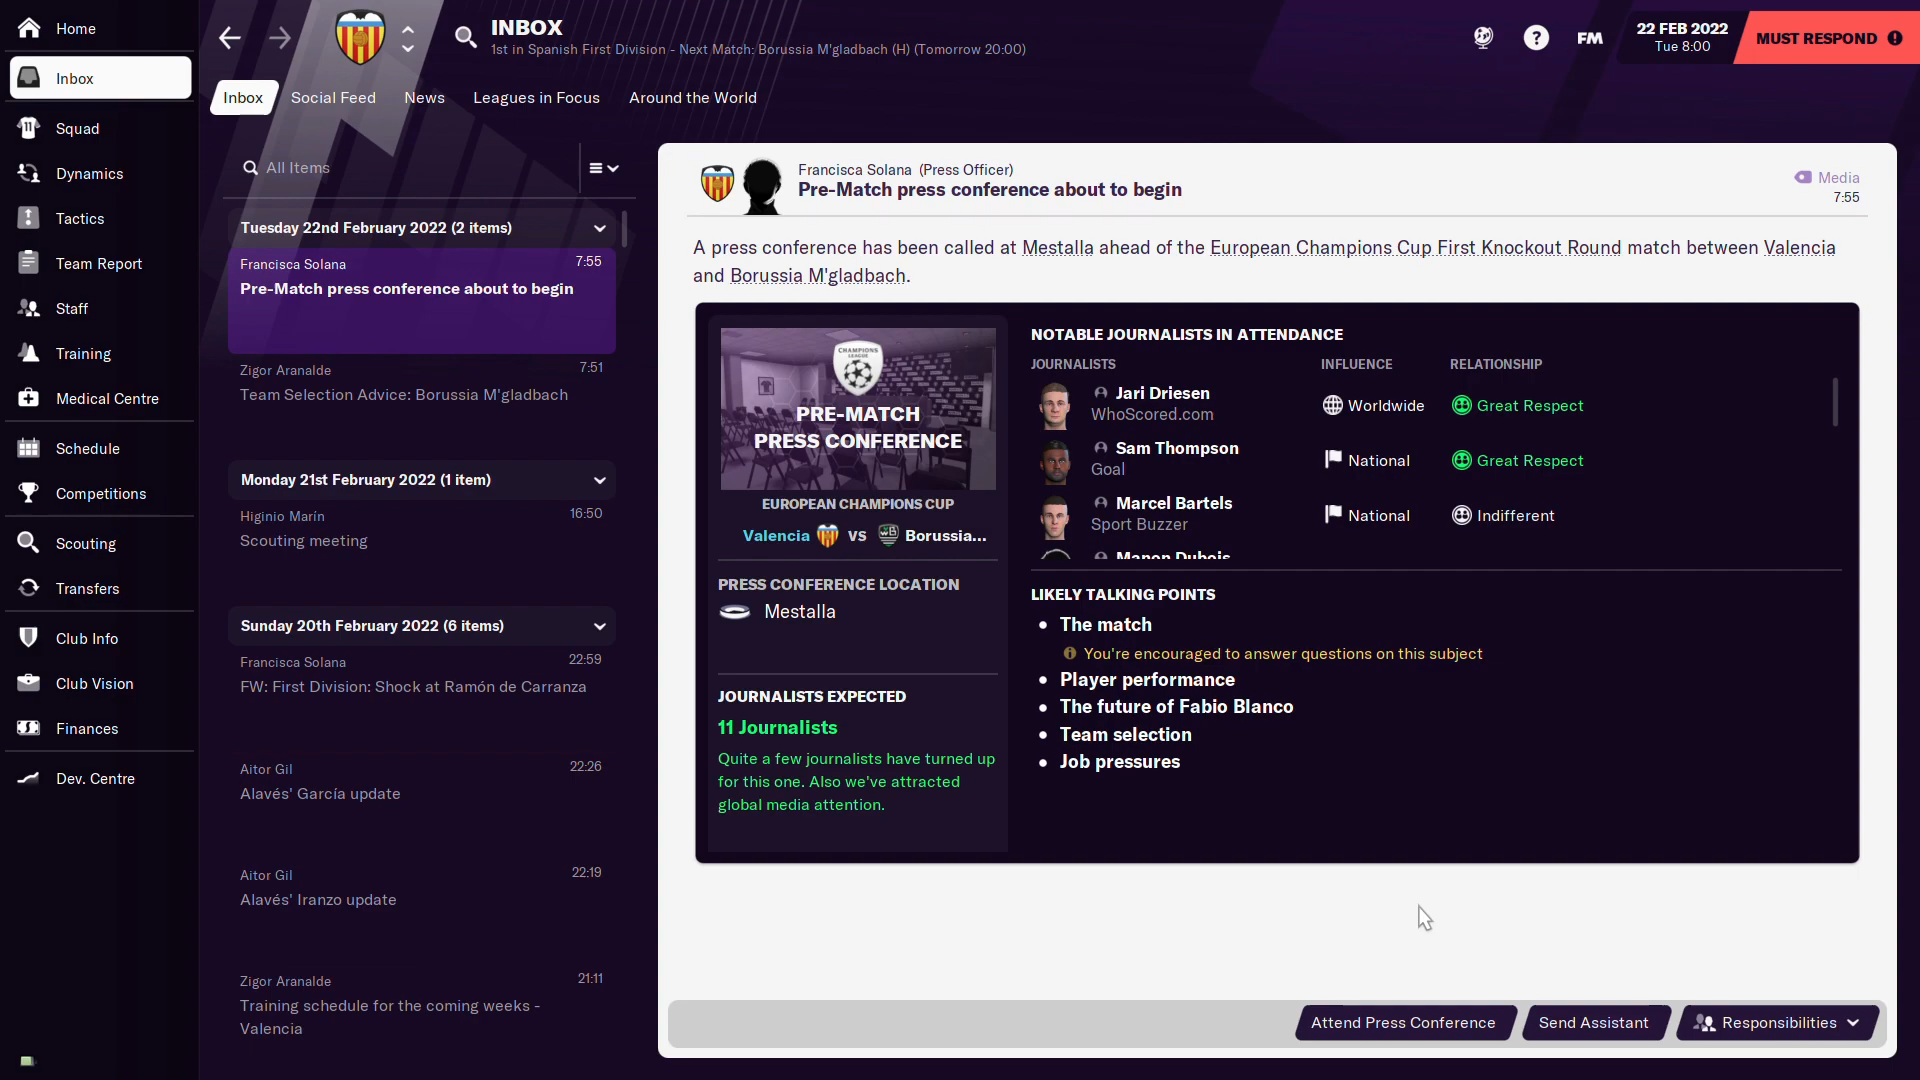 Home
Inbox
Squad
Dynamics
Tactics
Team Report
Staff
Training
Medical Centre
Schedule
Competitions
Scouting
Transfers
Club Info
Club Vision
Finances
Dev. Centre
INBOX
1st in Spanish First Division - Next Match: Borussia M'gladbach (H) (Tomorrow 20:00)
FM
22 FEB 2022
Tue 8:00
MUST RESPOND
Inbox Social Feed News Leagues in Focus Around the World
All Items
Tuesday 22nd February 2022 (2 items)
Francisca Solana 7:55
Pre-Match press conference about to begin
Zigor Aranalde 7:51
Team Selection Advice: Borussia M'gladbach
Monday 21st February 2022 (1 item)
Higinio Marín 16:50
Scouting meeting
Sunday 20th February 2022 (6 items)
Francisca Solana 22:59
FW: First Division: Shock at Ramón de Carranza
Aitor Gil 22:26
Alavés' García update
Aitor Gil 22:19
Alavés' Iranzo update
Zigor Aranalde 21:11
Training schedule for the coming weeks -
Valencia
Francisca Solana (Press Officer)
Pre-Match press conference about to begin
Media
7:55
A press conference has been called at Mestalla ahead of the European Champions Cup First Knockout Round match between Valencia
and Borussia M'gladbach.
CHAMPIONS
LEAGUE
PRE-MATCH
PRESS CONFERENCE
EUROPEAN CHAMPIONS CUP
Valencia VS Borussia...
PRESS CONFERENCE LOCATION
Mestalla
JOURNALISTS EXPECTED
11 Journalists
Quite a few journalists have turned up
for this one. Also we've attracted
global media attention.
NOTABLE JOURNALISTS IN ATTENDANCE
JOURNALISTS INFLUENCE RELATIONSHIP
Jari Driesen
WhoScored.com
Worldwide Great Respect
Sam Thompson
Goal
National Great Respect
Marcel Bartels
Sport Buzzer
National Indifferent
Manon Dubois
LIKELY TALKING POINTS
• The match
You're encouraged to answer questions on this subject
• Player performance
• The future of Fabio Blanco
• Team selection
• Job pressures
Attend Press Conference Send Assistant Responsibilities